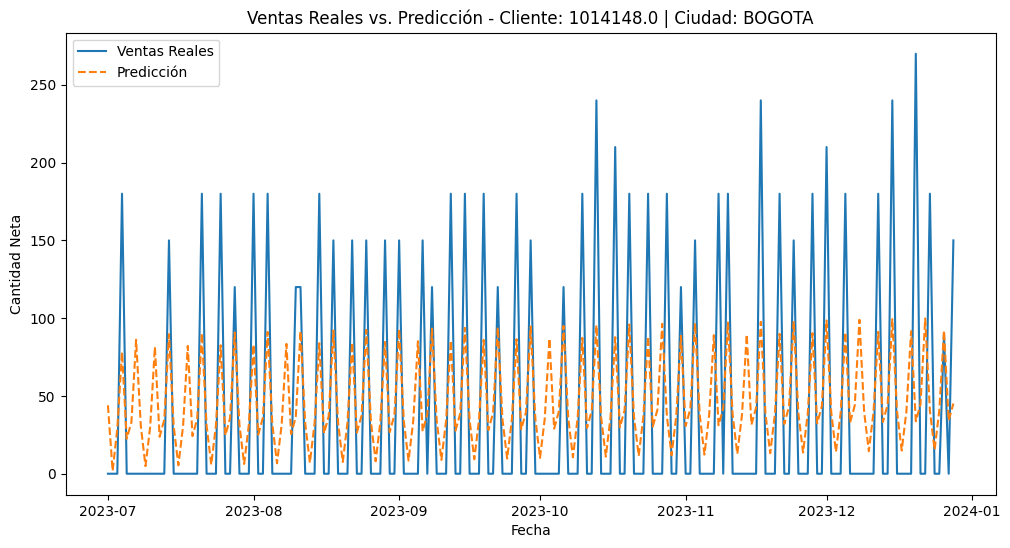 Ventas Reales vs. Predicción - Cliente: 1014148.0 | Ciudad: BOGOTA
Ventas Reales
Predicción
250
200
150
100
50
0
Cantidad Neta
2023-07 2023-08 2023-09 2023-10 2023-11 2023-12 2024-01
Fecha